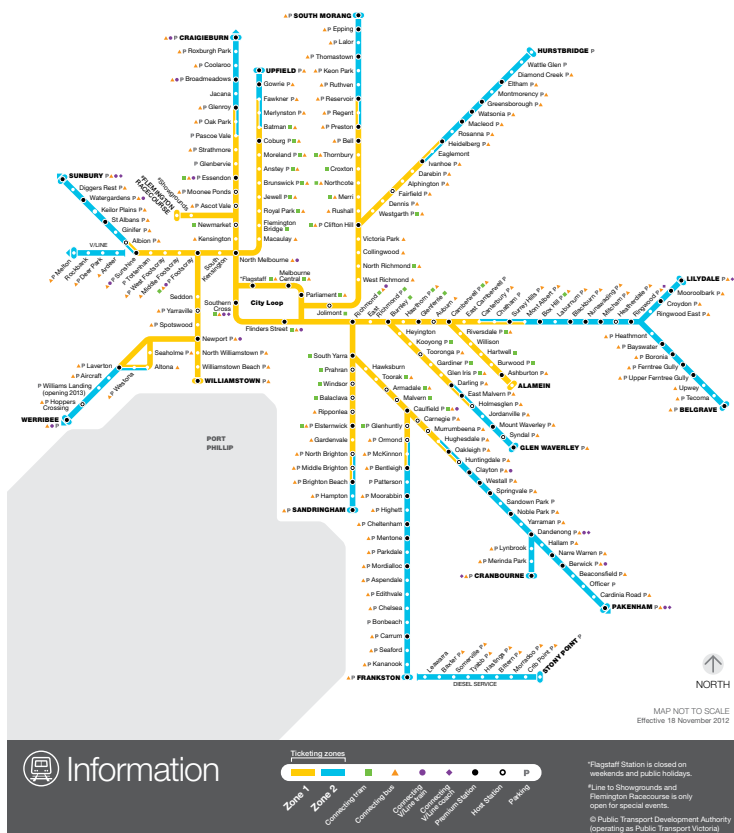 SOUTH MORANG
P Epping
P Lalor
P Thomastown
P Keon Park
P Ruthven
P Reservoir
P Regent
P Preston
P Bell
Thornbury
Croxton
P Northcote
Merri
Rushall
P Clifton Hill
Victoria Park
Collingwood
North Richmond
West Richmond
P CRAIGIEBURN
P Roxburgh Park
P Coolaroo
P Broadmeadows
Jacana
P Glenroy
P Oak Park
P Pascoe Vale
P Strathmore
P Glenbervie
P Essendon
P Moonee Ponds
P Ascot Vale
Newmarket
Kensington
UPFIELD P
Gowrie P
Fawkner P
Merlynston P
Batman
Coburg P
Moreland P
Anstey P
Brunswick P
Jewell P
Royal Park
Flemington
Bridge
Macaulay
North Melbourne
HURSTBRIDGE P
Wattle Glen P
Diamond Creek P
Eltham P
Montmorency P
Greensborough P
Watsonia P
Macleod P
Rosanna P
Heidelberg P
Eaglemont
Ivanhoe P
Darebin P
Alphington P
Fairfield P
Dennis P
Westgarth P
#Showgrounds
#FLEMINGTON
RACECOURSE
SUNBURY P
Diggers Rest P
Watergardens P
Keilor Plains P
St Albans P
Ginifer P
Albion P
V/LINE
P Melton
Rockbank
P Deer Park
Ardeer
P Sunshine
P Tottenham
P West Footscray
P Middle Footscray
P Footscray
South
Kensington
Seddon
P Yarraville
P Spotswood
Newport P
North Williamstown P
Williamstown Beach P
WILLIAMSTOWN P
Seaholme P
Altona
P Westona
P Laverton
P Aircraft
P Williams Landing
(opening 2013)
P Hoppers
Crossing
WERRIBEE
P
Southern
Cross
Flinders Street
*Flagstaff
Melbourne
Central
City Loop
Parliament
Jolimont
Richmond
East
Richmond P
Burnley
Hawthorn P
Glenferrie
Auburn
Camberwell P
East Camberwell P
Canterbury P
Chatham P
Surrey Hills P
Mont Albert P
Box Hill P
Laburnum P
Blackburn P
Nunawading P
Mitcham P
Heatherdale P
Ringwood P
LILYDALE P
Mooroolbark P
Croydon P
Ringwood East P
P Heathmont
P Bayswater
P Boronia
P Ferntree Gully
P Upper Ferntree Gully
Upwey
P Tecoma
P BELGRAVE
Riversdale P
Willison
Hartwell
Burwood P
Ashburton P
ALAMEIN
Heyington
Kooyong P
Tooronga P
Gardiner P
Glen Iris P
Darling P
East Malvern P
Holmesglen P
Jordanville P
Mount Waverley P
Syndal P
GLEN WAVERLEY P
Hawksburn
Toorak
Armadale P
Malvern
Caulfield P
Carnegie P
Murrumbeena P
Hughesdale P
Oakleigh P
Huntingdale P
Clayton P
Westall P
Springvale P
Sandown Park P
Noble Park P
Yarraman P
Dandenong P
Hallam P
Narre Warren P
Berwick P
Beaconsfield P
Officer P
Cardinia Road P
PAKENHAM P
P Lynbrook
P Merinda Park
P CRANBOURNE
South Yarra
Prahran
Windsor
Balaclava
Ripponlea
P Elsternwick
Gardenvale
P North Brighton
P Middle Brighton
P Brighton Beach
P Hampton
P SANDRINGHAM
P Glenhuntly
P Ormond
P McKinnon
P Bentleigh
P Patterson
P Moorabbin
P Highett
P Cheltenham
P Mentone
P Parkdale
P Mordialloc
P Aspendale
P Edithvale
P Chelsea
P Bonbeach
P Carrum
P Seaford
P Kananook
P FRANKSTON
Leawarra
Baxter P
Somerville P
Tyabb P
Hastings P
Bittern P
Morradoo P
Crib Point P
STONY POINT P
DIESEL SERVICE
PORT
PHILLIP
NORTH
MAP NOT TO SCALE
Effective 18 November 2012
Information
Ticketing zones
Zone 1
Zone 2
Connecting tram
Connecting bus
Connecting
V/Line train
Connecting
V/Line coach
Premium Station
Host Station
P
Parking
*Flagstaff Station is closed on
weekends and public holidays.
#Line to Showgrounds and
Flemington Racecourse is only
open for special events.
© Public Transport Development Authority
(operating as Public Transport Victoria)